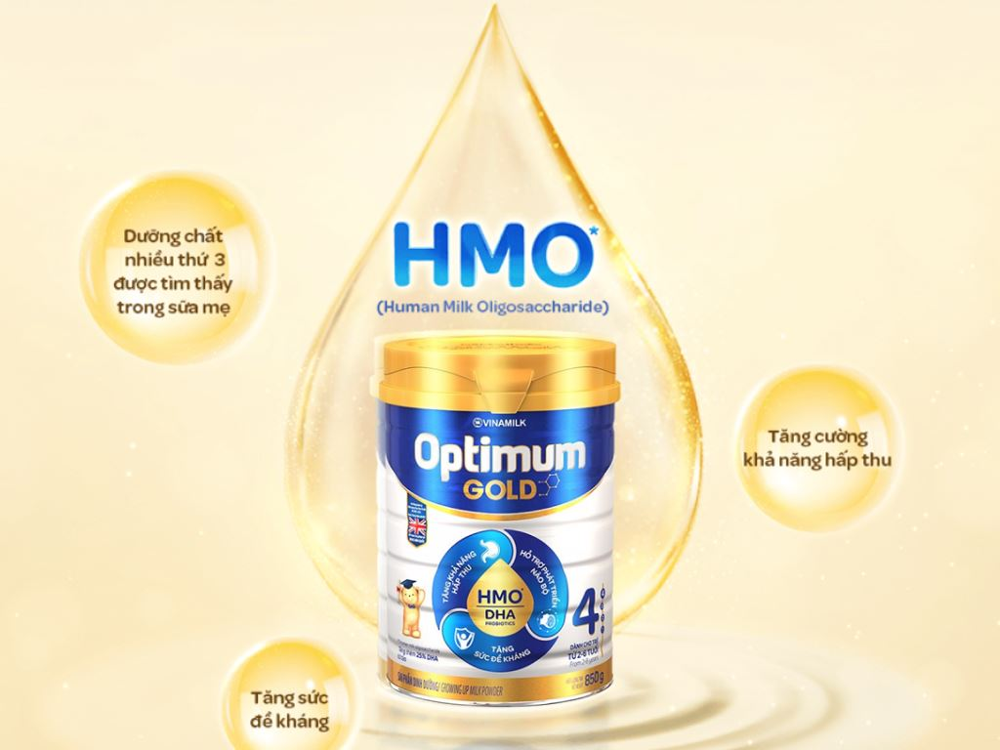 HMO*
(Human Milk Oligosaccharide)
Dưỡng chất
nhiều thứ 3
được tìm thấy
trong sữa mẹ
Tăng cường
khả năng hấp thu
Tăng sức
đề kháng
VINAMILK
Optimum
GOLD
TĂNG KHẢ NĂNG
HẤP THU
HỖ TRỢ PHÁT TRIỂN
NÃO BỘ
HMO*
DHA
PROBIOTICS
TĂNG
SỨC ĐỀ KHÁNG
4
DÀNH CHO TRẺ
TỪ 2-6 TUỔI
From 2-6 years
25% DHA
SẢN PHẨM DINH DƯỠNG/ GROWING UP MILK POWDER
850g